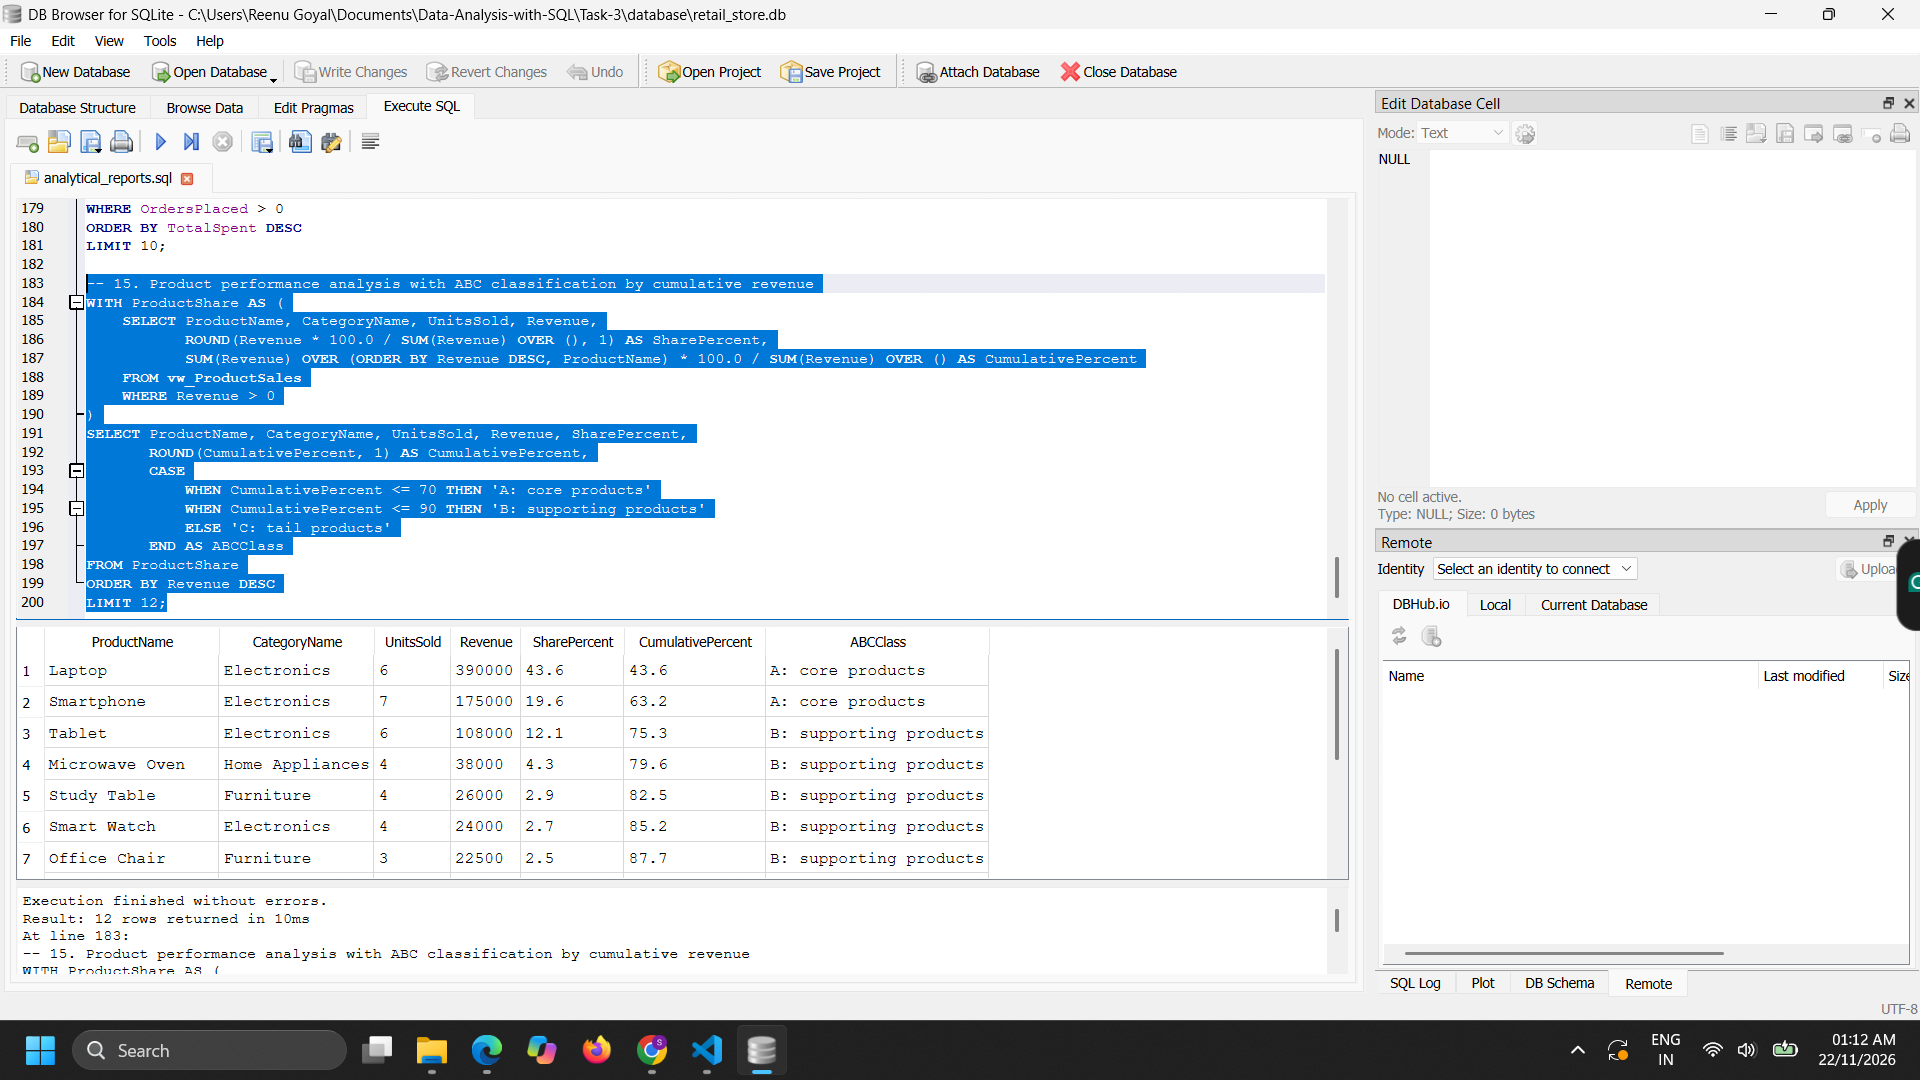 DB Browser for SQLite - C:\Users\Reenu Goyal\Documents\Data-Analysis-with-SQL\Task-3\database\retail_store.db
File Edit View Tools Help
New Database Open Database Write Changes Revert Changes Undo Open Project Save Project Attach Database Close Database
Database Structure Browse Data Edit Pragmas Execute SQL
analytical_reports.sql
179 WHERE OrdersPlaced > 0
180 ORDER BY TotalSpent DESC
181 LIMIT 10;
182
183 -- 15. Product performance analysis with ABC classification by cumulative revenue
184 WITH ProductShare AS (
185 SELECT ProductName, CategoryName, UnitsSold, Revenue,
186 ROUND(Revenue * 100.0 / SUM(Revenue) OVER (), 1) AS SharePercent,
187 SUM(Revenue) OVER (ORDER BY Revenue DESC, ProductName) * 100.0 / SUM(Revenue) OVER () AS CumulativePercent
188 FROM vw_ProductSales
189 WHERE Revenue > 0
190 )
191 SELECT ProductName, CategoryName, UnitsSold, Revenue, SharePercent,
192 ROUND(CumulativePercent, 1) AS CumulativePercent,
193 CASE
194 WHEN CumulativePercent <= 70 THEN 'A: core products'
195 WHEN CumulativePercent <= 90 THEN 'B: supporting products'
196 ELSE 'C: tail products'
197 END AS ABCClass
198 FROM ProductShare
199 ORDER BY Revenue DESC
200 LIMIT 12;
ProductName CategoryName UnitsSold Revenue SharePercent CumulativePercent ABCClass
1 Laptop Electronics 6 390000 43.6 43.6 A: core products
2 Smartphone Electronics 7 175000 19.6 63.2 A: core products
3 Tablet Electronics 6 108000 12.1 75.3 B: supporting products
4 Microwave Oven Home Appliances 4 38000 4.3 79.6 B: supporting products
5 Study Table Furniture 4 26000 2.9 82.5 B: supporting products
6 Smart Watch Electronics 4 24000 2.7 85.2 B: supporting products
7 Office Chair Furniture 3 22500 2.5 87.7 B: supporting products
Execution finished without errors.
Result: 12 rows returned in 10ms
At line 183:
-- 15. Product performance analysis with ABC classification by cumulative revenue
WITH ProductShare AS (
Edit Database Cell
Mode: Text
NULL
No cell active.
Type: NULL; Size: 0 bytes
Apply
Remote
Identity Select an identity to connect
DBHub.io Local Current Database
Name Last modified
SQL Log Plot DB Schema Remote
UTF-8
Search
ENG
IN
01:12 AM
22/11/2026